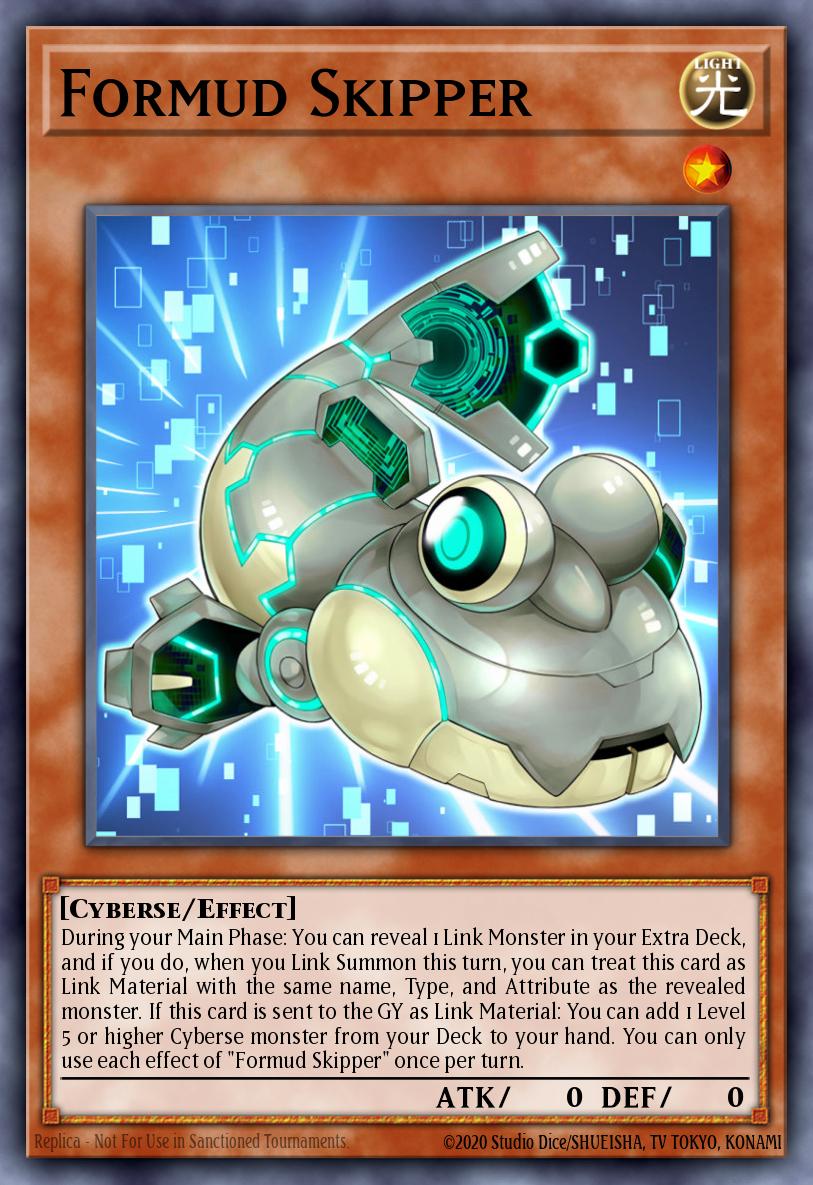 Formud Skipper
LIGHT
光
[Cyberse/Effect]
During your Main Phase: You can reveal 1 Link Monster in your Extra Deck,
and if you do, when you Link Summon this turn, you can treat this card as
Link Material with the same name, Type, and Attribute as the revealed
monster. If this card is sent to the GY as Link Material: You can add 1 Level
5 or higher Cyberse monster from your Deck to your hand. You can only
use each effect of "Formud Skipper" once per turn.
ATK/ 0 DEF/ 0
Replica - Not For Use in Sanctioned Tournaments.
©2020 Studio Dice/SHUEISHA, TV TOKYO, KONAMI